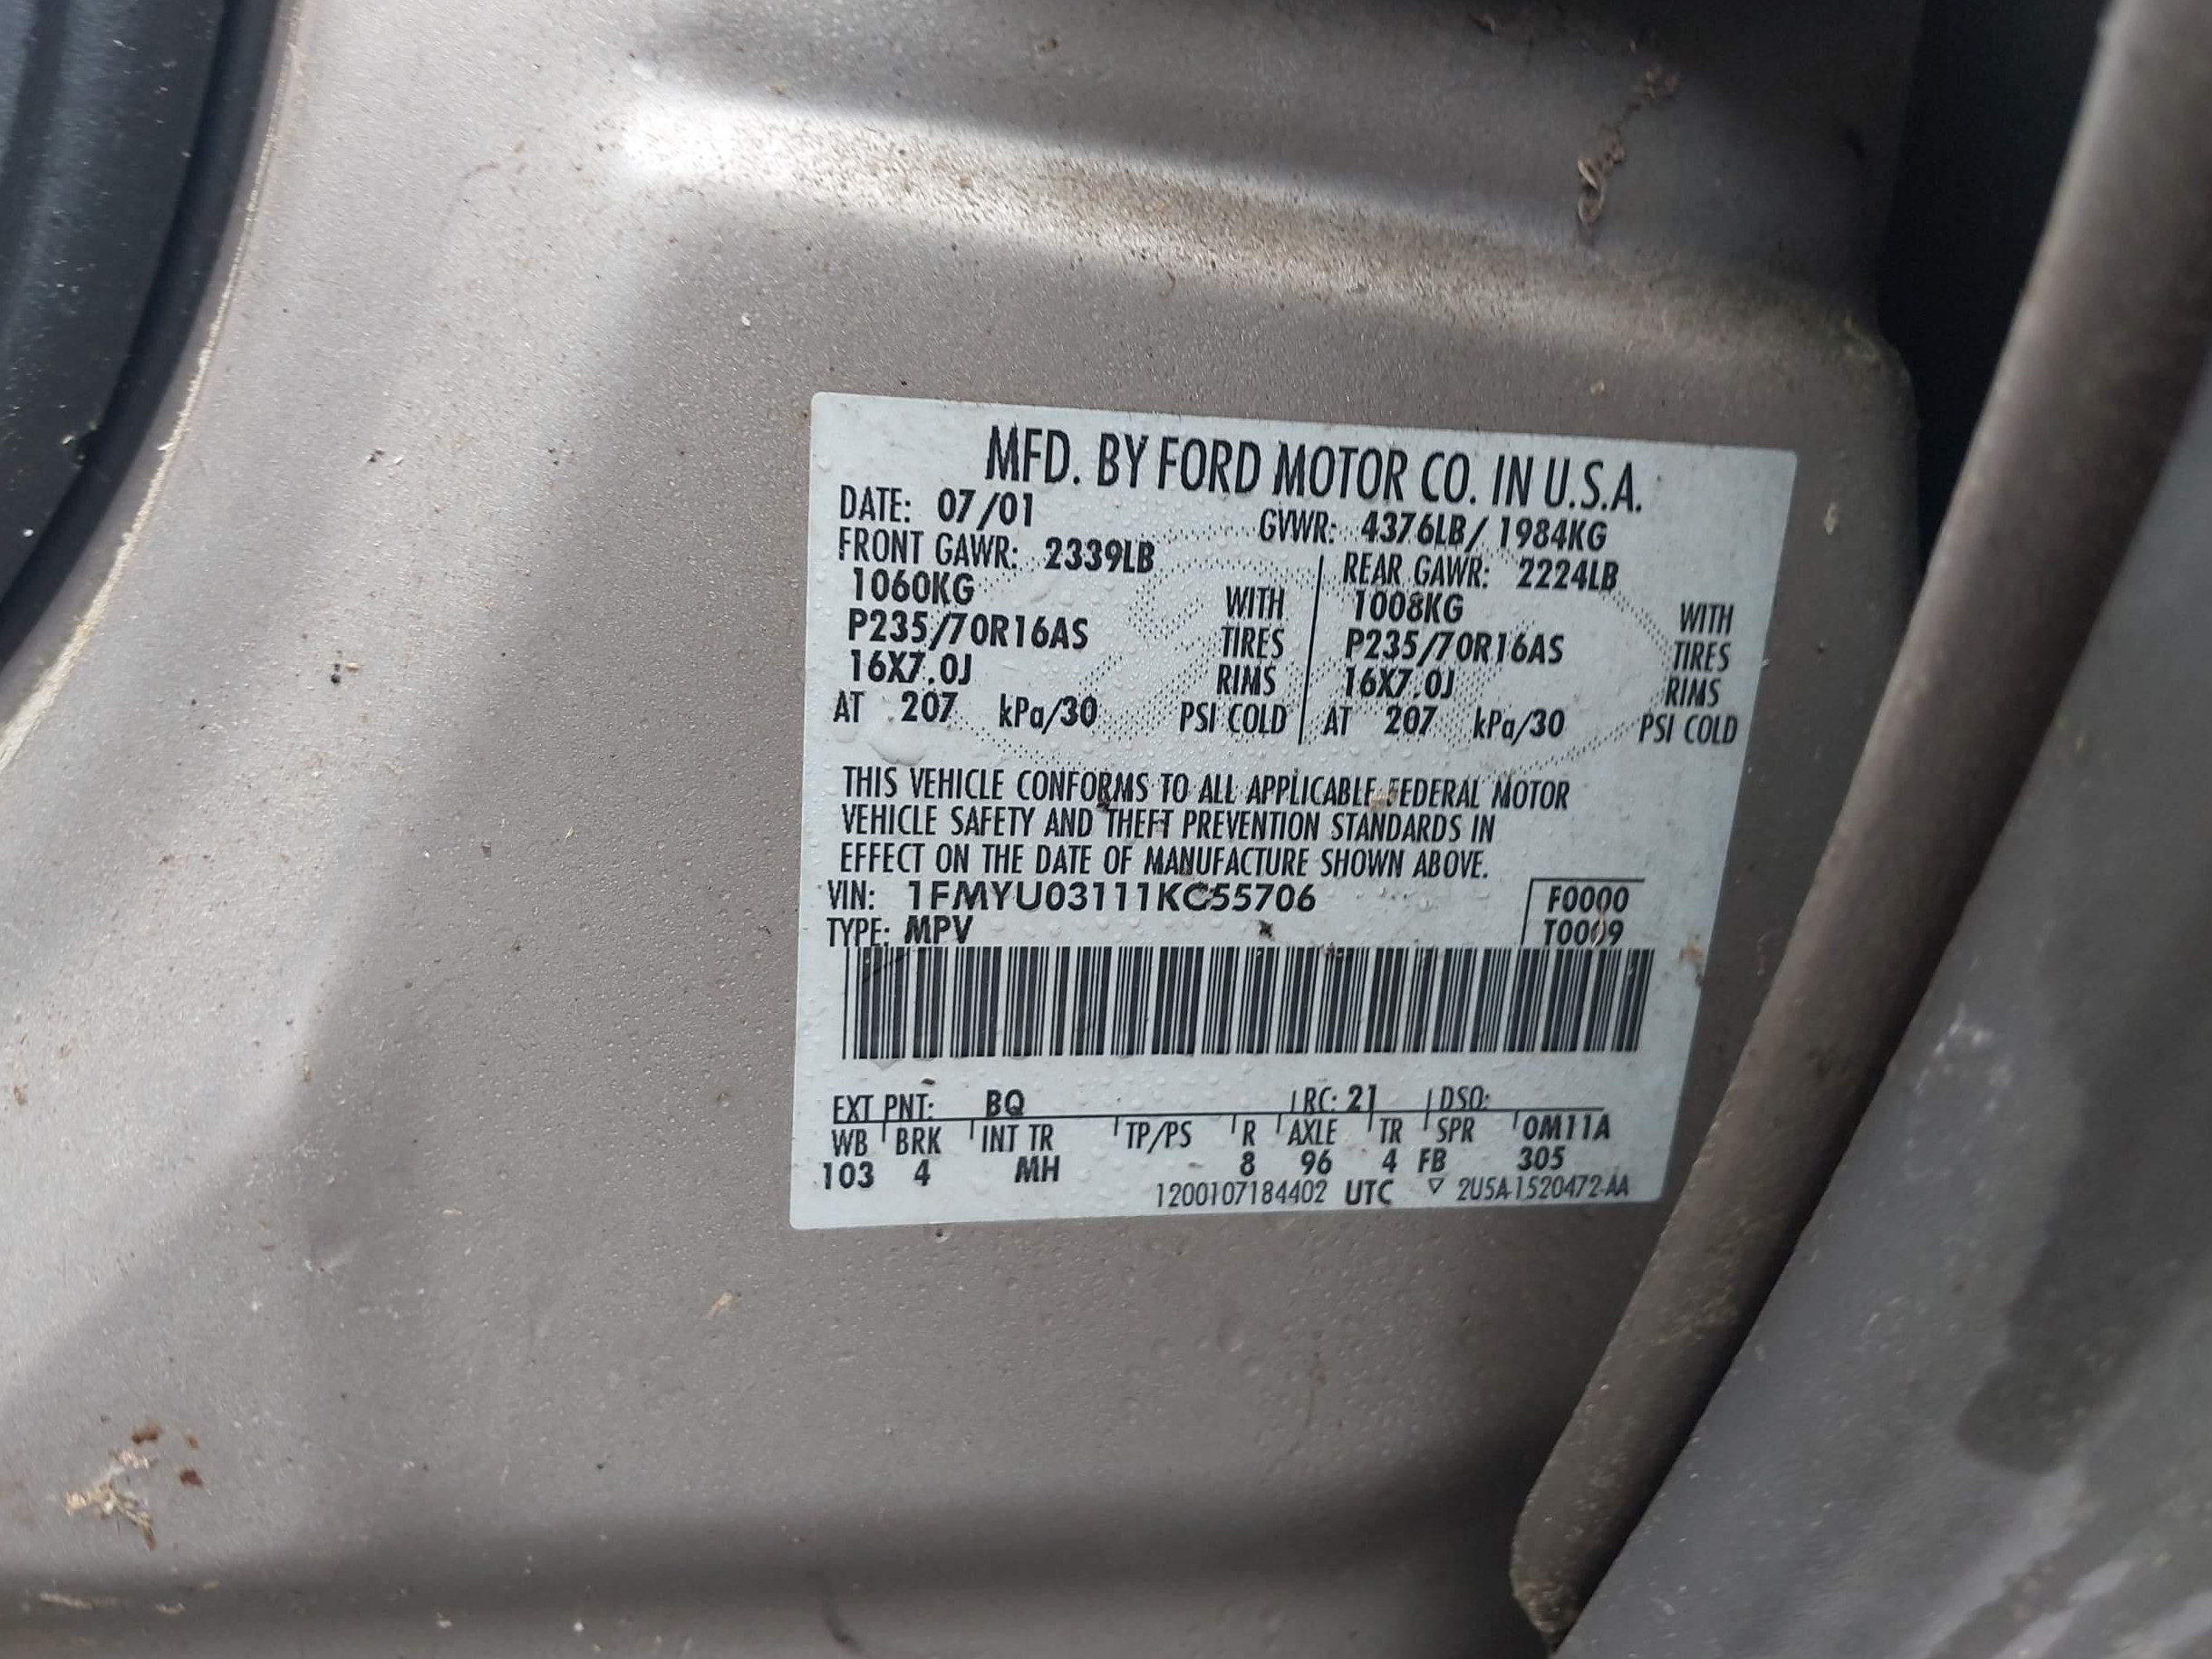 MFD. BY FORD MOTOR CO. IN U.S.A.
DATE: 07/01 GVWR: 4376LB/ 1984KG
FRONT GAWR: 2339LB REAR GAWR: 2224LB
1060KG WITH 1008KG WITH
P235/70R16AS TIRES P235/70R16AS TIRES
16X7.0J RIMS 16X7.0J RIMS
AT 207 kPa/30 PSI COLD AT 207 kPa/30 PSI COLD
THIS VEHICLE CONFORMS TO ALL APPLICABLE FEDERAL MOTOR
VEHICLE SAFETY AND THEFT PREVENTION STANDARDS IN
EFFECT ON THE DATE OF MANUFACTURE SHOWN ABOVE.
VIN: 1FMYU03111KC55706 F0000
TYPE: MPV T0009
EXT PNT: BQ RC: 21 DSO:
WB BRK INT TR TP/PS R AXLE TR SPR OM11A
103 4 MH 8 96 4 FB 305
1200107184402 UTC ▽ 2U5A-1520472-AA